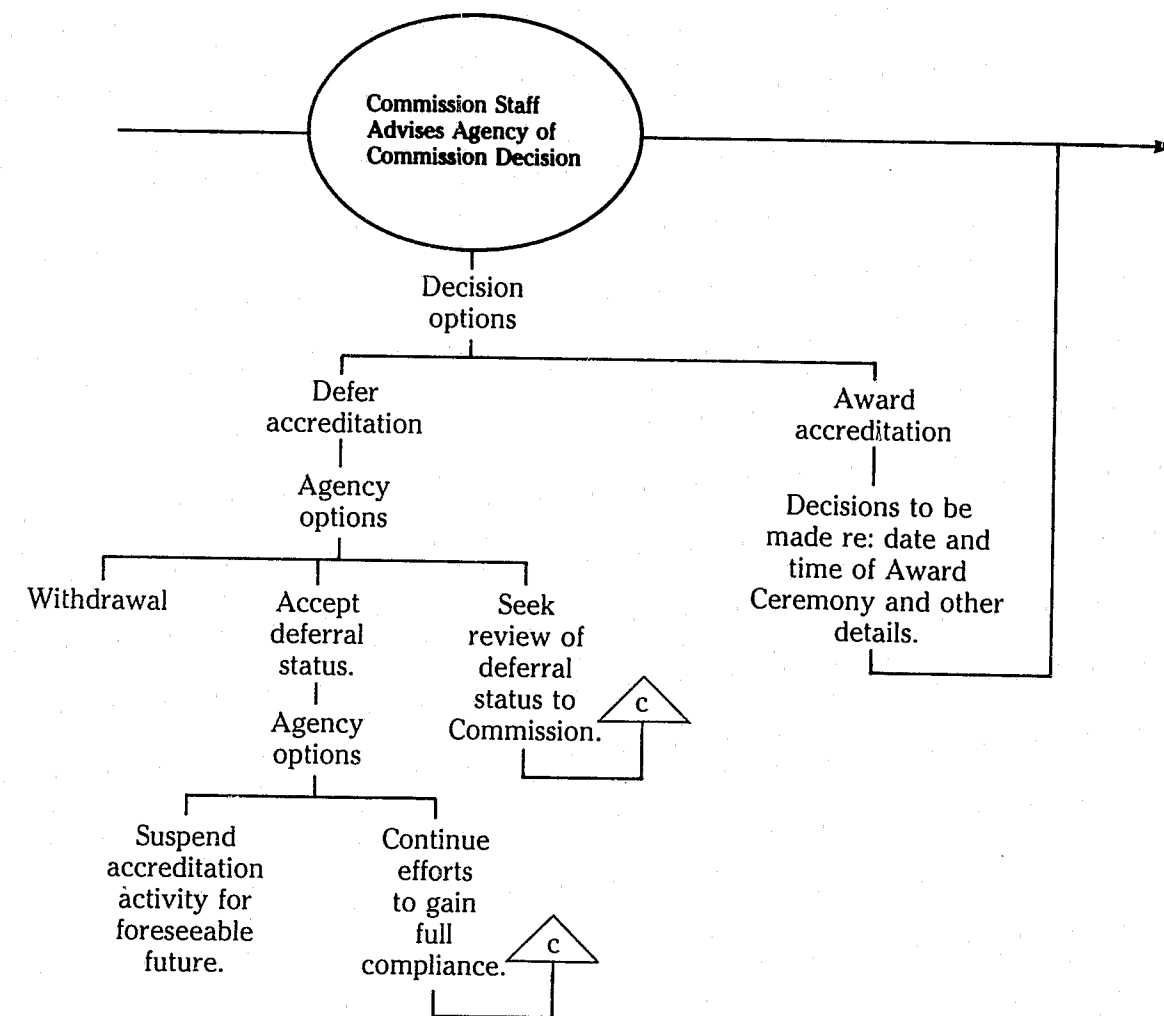 Commission Staff
Advises Agency of
Commission Decision
Decision
options
Defer
accreditation
Award
accreditation
Agency
options
Decisions to be
made re: date and
time of Award
Ceremony and other
details.
Withdrawal
Accept
deferral
status.
Seek
review of
deferral
status to
Commission.
c
Agency
options
Suspend
accreditation
activity for
foreseeable
future.
Continue
efforts
to gain
full
compliance.
c